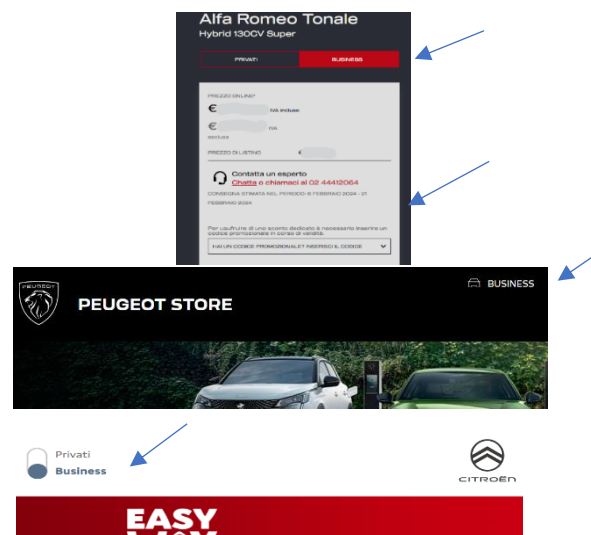 Alfa Romeo Tonale
Hybrid 130CV Super
PRIVATI BUSINESS
PREZZO ONLINE*
€ IVA inclusa
€ IVA
esclusa
PREZZO DI LISTINO €
Contatta un esperto
Chatta o chiamaci al 02 44412064
CONSEGNA STIMATA NEL PERIODO: 6 FEBBRAIO 2024 - 21
FEBBRAIO 2024
Per usufruire di uno sconto dedicato è necessario inserire un
codice promozionale in corso di validità.
HAI UN CODICE PROMOZIONALE? INSERISCI IL CODICE
PEUGEOT
PEUGEOT STORE
BUSINESS
Privati
Business
CITROËN
EASY